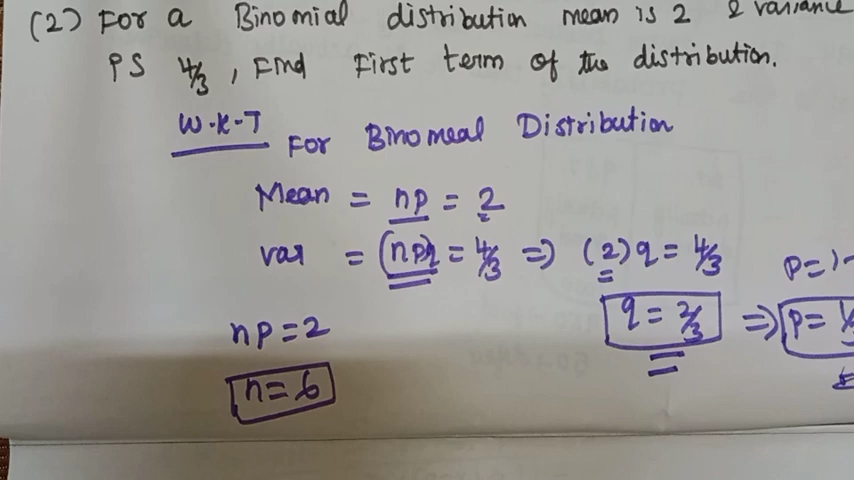 (2) For a Binomial distribution mean is 2 & variance
PS 4/3, Find First term of the distribution.
W.K.T
For Binomeal Distribution
Mean = np = 2
var = (npq) = 4/3 => (2)q = 4/3
p=1-
np=2
q = 2/3 => p=
n=6